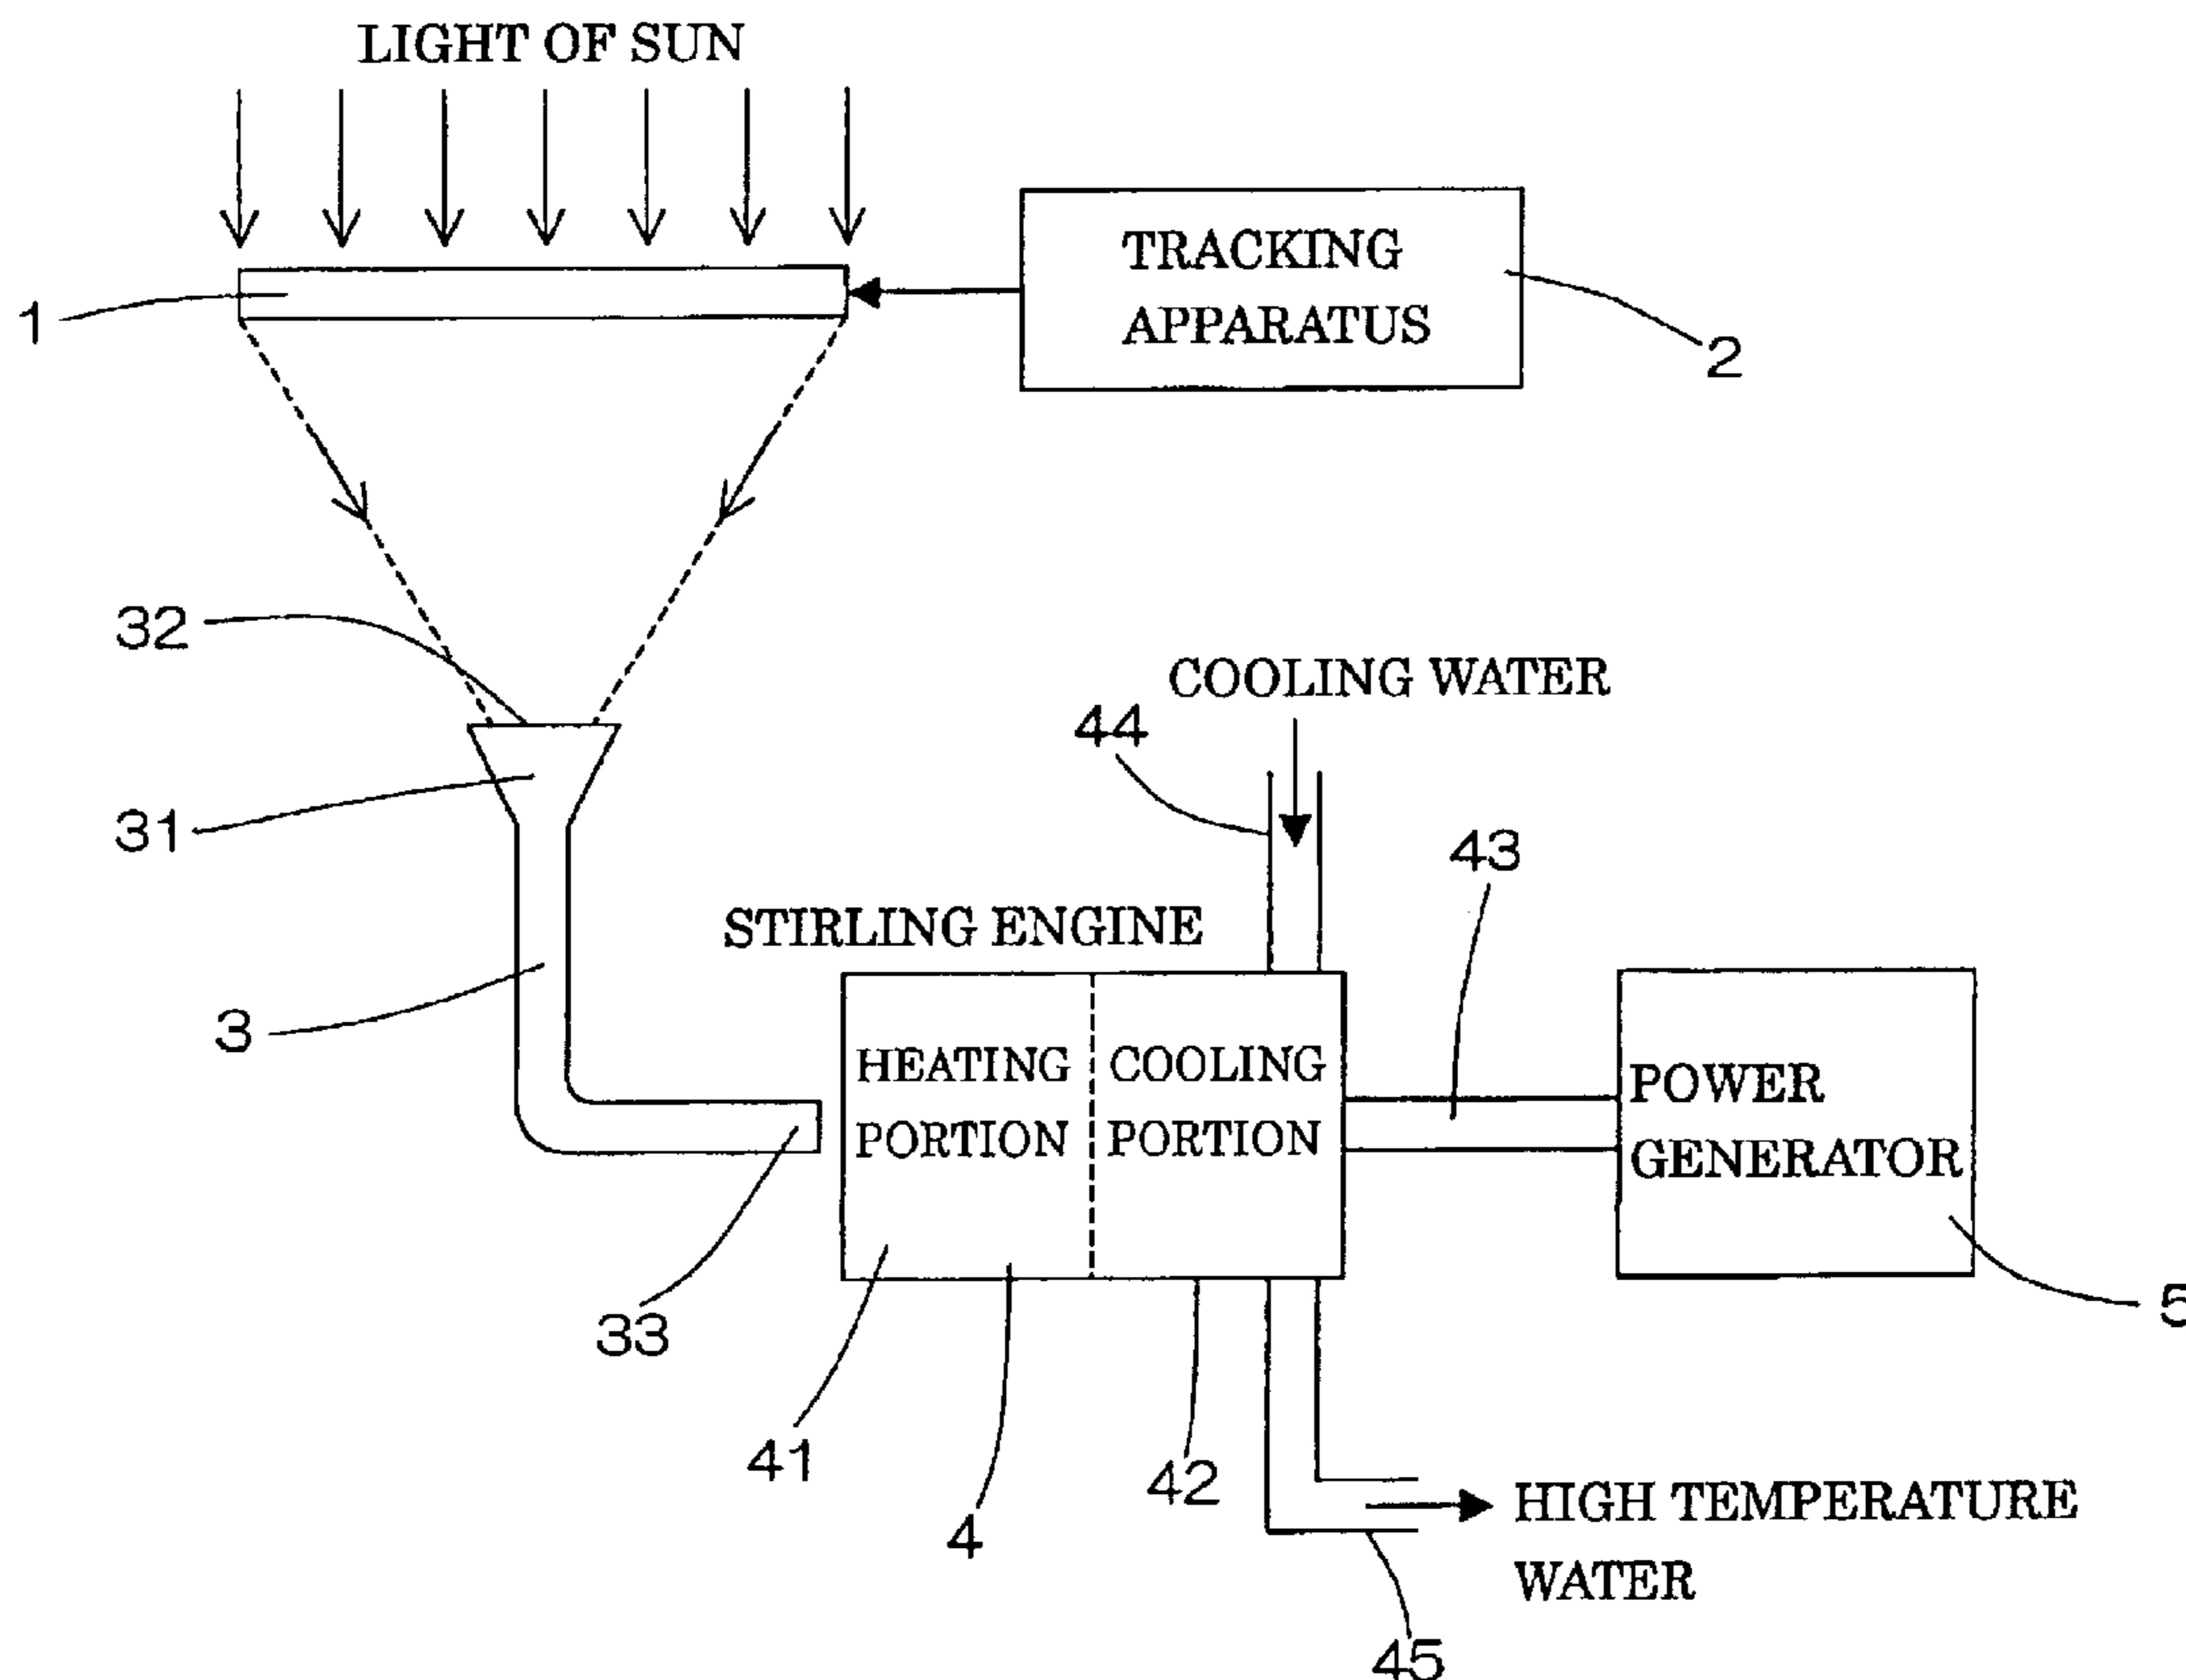 LIGHT OF SUN
TRACKING
APPARATUS
1
2
32
COOLING WATER
44
31
43
STIRLING ENGINE
3
HEATING
PORTION
COOLING
PORTION
POWER
GENERATOR
33
5
41
42
4
HIGH TEMPERATURE
WATER
45